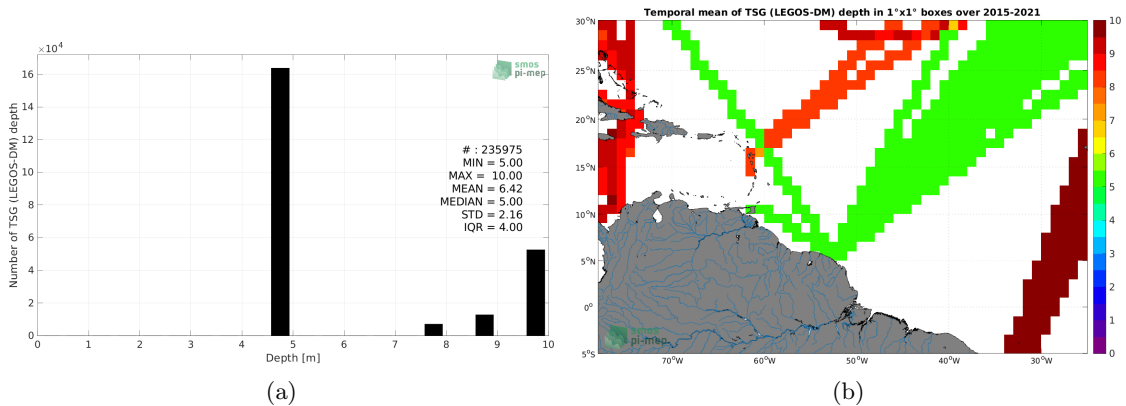 ×10⁴
16
14
12
10
8
6
4
2
0
Number of TSG (LEGOS-DM) depth
smos
pi-mep
# : 235975
MIN = 5.00
MAX = 10.00
MEAN = 6.42
MEDIAN = 5.00
STD = 2.16
IQR = 4.00
0 1 2 3 4 5 6 7 8 9 10
Depth [m]
(a)
Temporal mean of TSG (LEGOS-DM) depth in 1°x1° boxes over 2015-2021
30°N
25°N
20°N
15°N
10°N
5°N
0°
5°S
70°W 60°W 50°W 40°W 30°W
smos
pi-mep
10
9
8
7
6
5
4
3
2
1
0
(b)